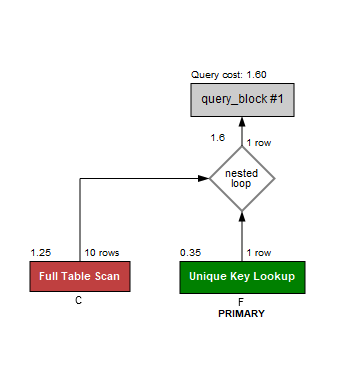 Query cost: 1.60
query_block #1
1.6
1 row
nested
loop
1.25
10 rows
0.35
1 row
Full Table Scan
Unique Key Lookup
C
F
PRIMARY